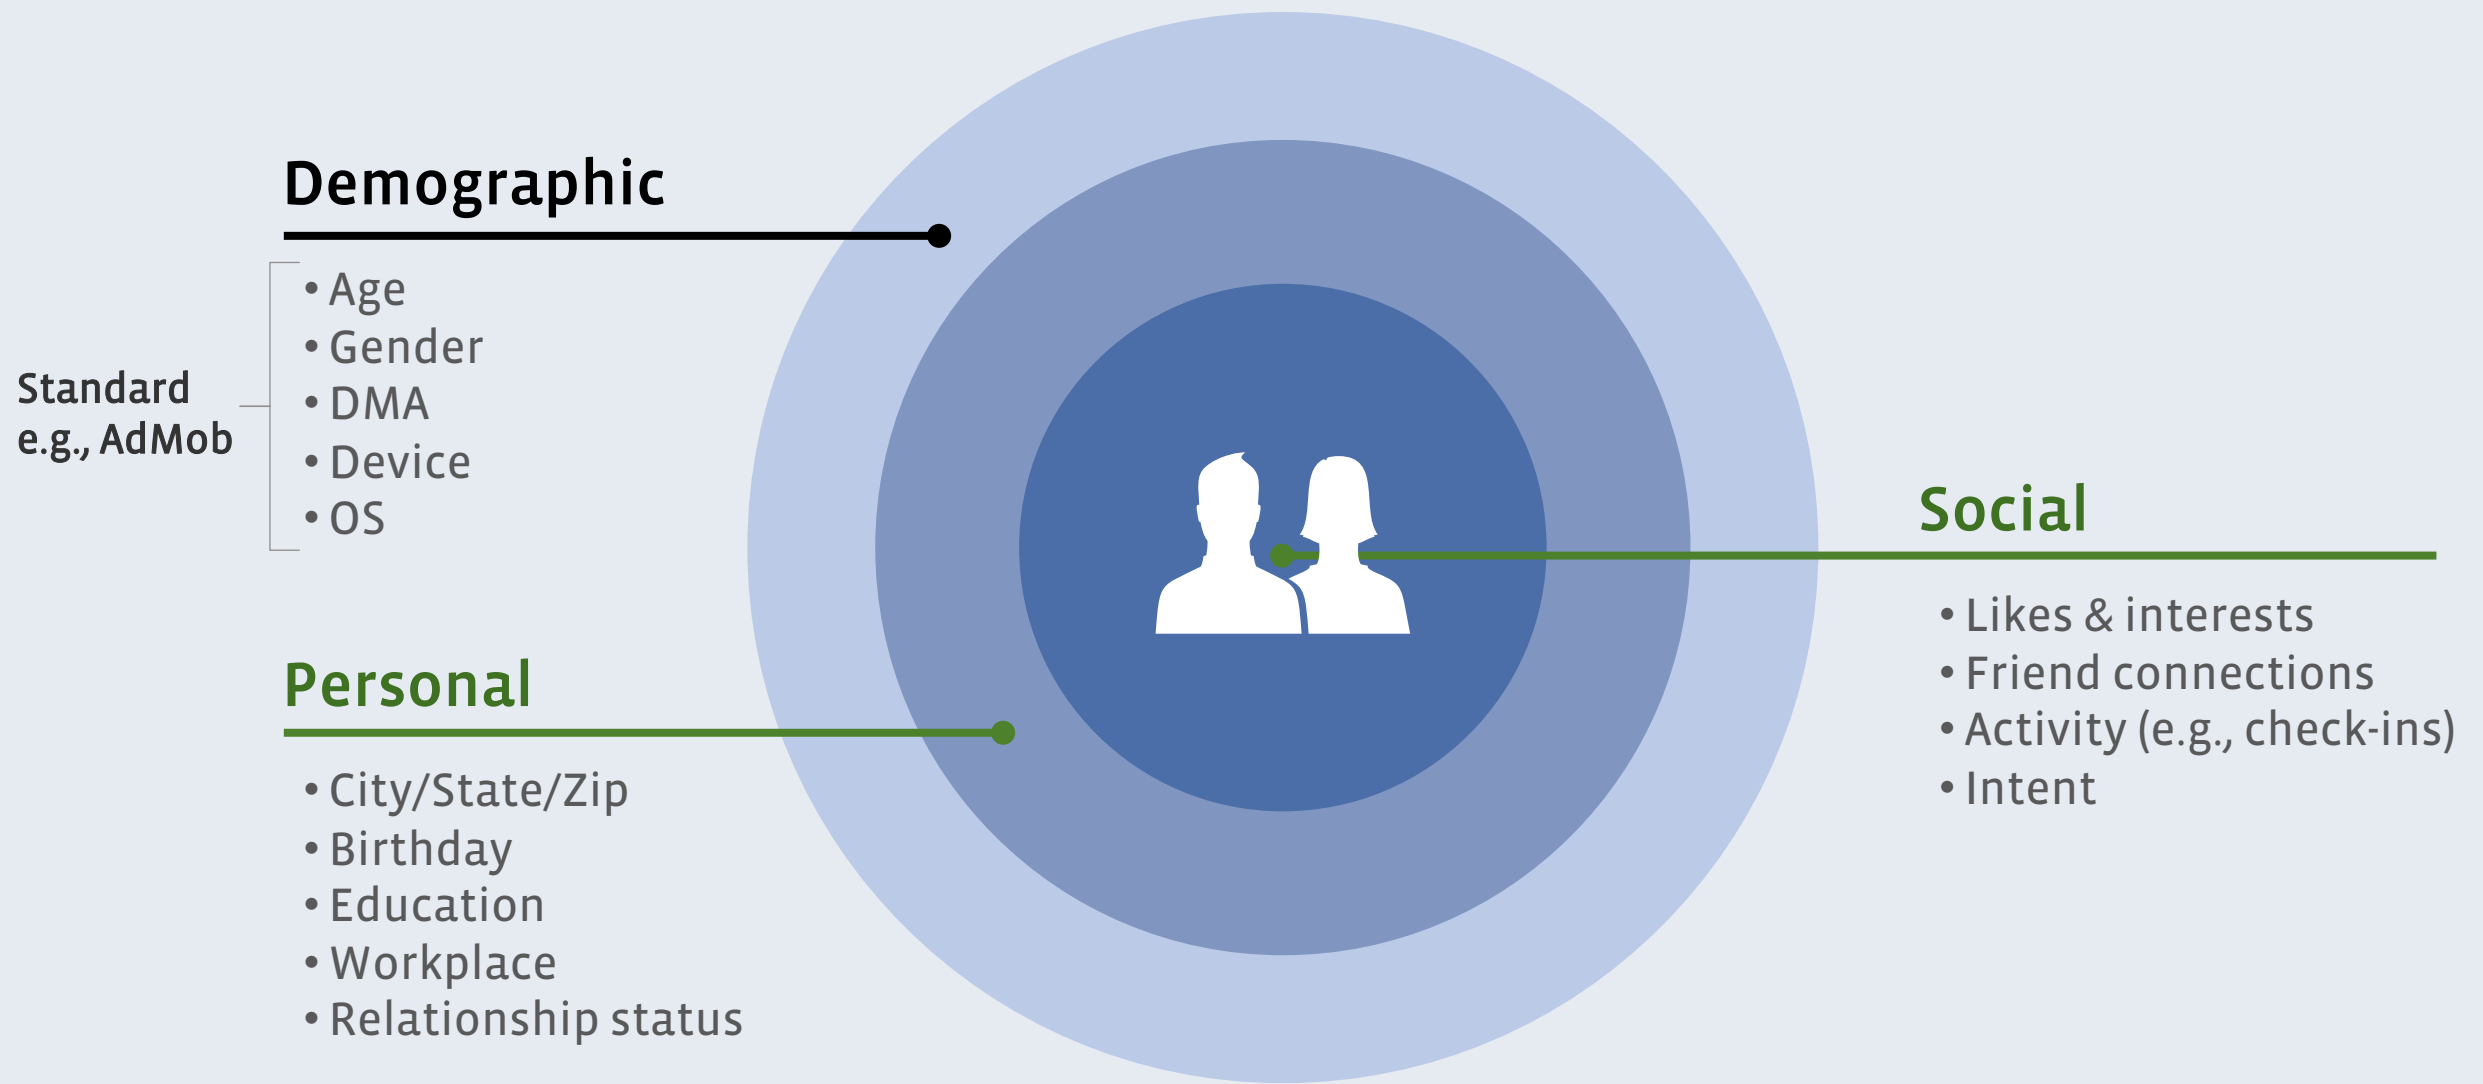 Demographic
• Age
• Gender
• DMA
• Device
• OS
Standard
e.g., AdMob
Personal
• City/State/Zip
• Birthday
• Education
• Workplace
• Relationship status
Social
• Likes & interests
• Friend connections
• Activity (e.g., check-ins)
• Intent